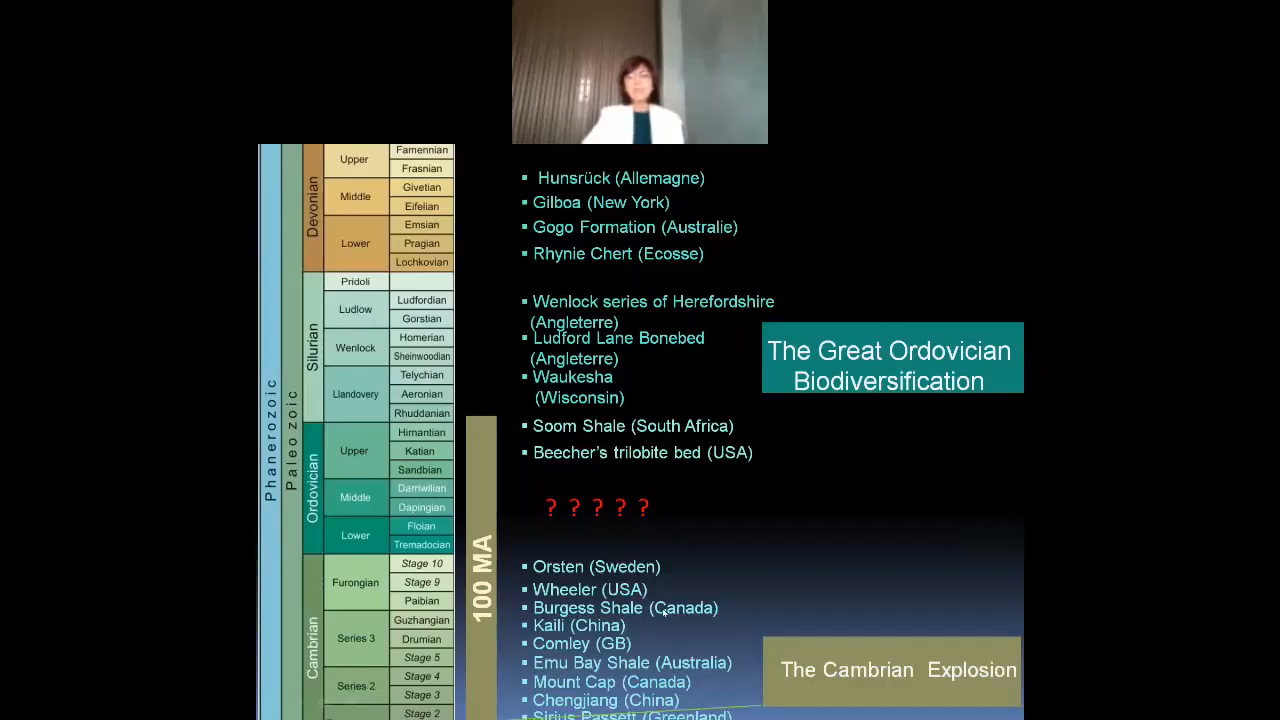 Phanerozoic
Paleozoic
Devonian
Upper
Famennian
Frasnian
Middle
Givetian
Eifelian
Lower
Emsian
Pragian
Lochkovian
Silurian
Pridoli
Ludlow
Ludfordian
Gorstian
Wenlock
Homerian
Sheinwoodian
Llandovery
Telychian
Aeronian
Rhuddanian
Ordovician
Upper
Hirnantian
Katian
Sandbian
Middle
Darriwilian
Dapingian
Lower
Floian
Tremadocian
Cambrian
Furongian
Stage 10
Stage 9
Paibian
Series 3
Guzhangian
Drumian
Stage 5
Series 2
Stage 4
Stage 3
Stage 2
100 MA
▪ Hunsrück (Allemagne)
▪ Gilboa (New York)
▪ Gogo Formation (Australie)
▪ Rhynie Chert (Ecosse)
▪ Wenlock series of Herefordshire
(Angleterre)
▪ Ludford Lane Bonebed
(Angleterre)
▪ Waukesha
(Wisconsin)
▪ Soom Shale (South Africa)
▪ Beecher's trilobite bed (USA)
? ? ? ? ?
▪ Orsten (Sweden)
▪ Wheeler (USA)
▪ Burgess Shale (Canada)
▪ Kaili (China)
▪ Comley (GB)
▪ Emu Bay Shale (Australia)
▪ Mount Cap (Canada)
▪ Chengjiang (China)
▪ Sirius Passett (Greenland)
The Great Ordovician
Biodiversification
The Cambrian Explosion